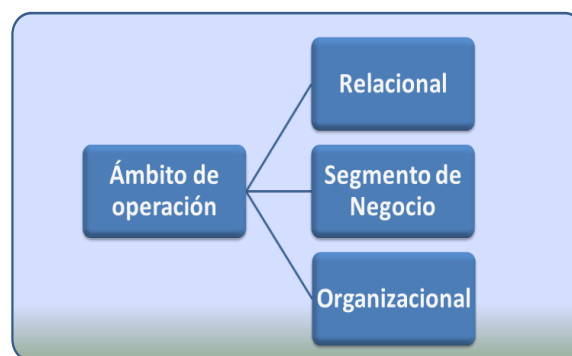 Relacional
Ámbito de
operación
Segmento de
Negocio
Organizacional